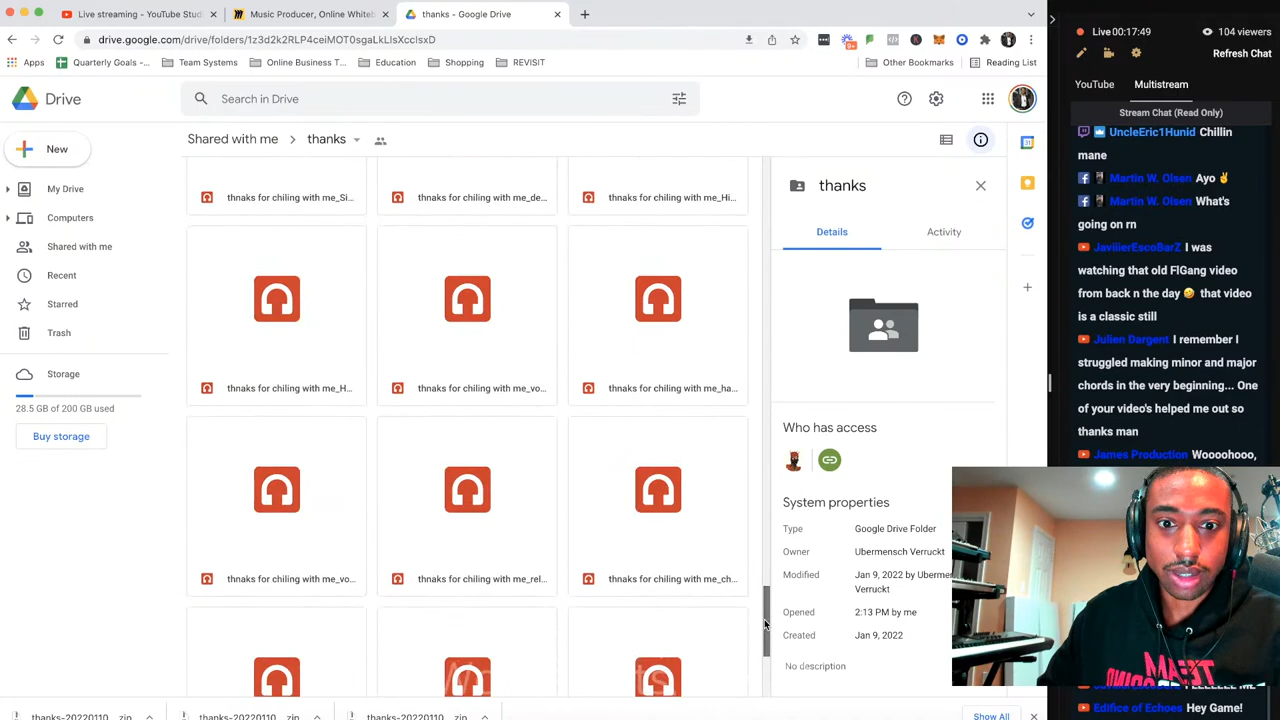 Live streaming - YouTube Stud
Music Producer, Online Whiteb
thanks - Google Drive
drive.google.com/drive/folders/1z3d2k2RLP4ceiMOT0sgaLkLIsXccIsxD
Apps
Quarterly Goals -...
Team Systems
Online Business T...
Education
Shopping
REVISIT
Other Bookmarks
Reading List
Drive
Search in Drive
New
My Drive
Computers
Shared with me
Recent
Starred
Trash
Storage
28.5 GB of 200 GB used
Buy storage
Shared with me
thanks
thnaks for chiling with me_Si...
thnaks for chiling with me_de...
thnaks for chiling with me_Hi...
thnaks for chiling with me_H...
thnaks for chiling with me_vo...
thnaks for chiling with me_ha...
thnaks for chiling with me_vo...
thnaks for chiling with me_rel...
thnaks for chiling with me_ch...
thanks
Details
Activity
Who has access
System properties
Type Google Drive Folder
Owner Ubermensch Verruckt
Modified Jan 9, 2022 by Uberme
Verruckt
Opened 2:13 PM by me
Created Jan 9, 2022
No description
thanks-20220110....zip
thanks-20220110....zip
thanks-20220110....zip
Show All
Live 00:17:49
104 viewers
Refresh Chat
YouTube
Multistream
Stream Chat (Read Only)
UncleEric1Hunid Chillin
mane
Martin W. Olsen Ayo ✌
Martin W. Olsen What's
going on rn
JaviiierEscoBarZ I was
watching that old FlGang video
from back n the day 🤣 that video
is a classic still
Julien Dargent I remember I
struggled making minor and major
chords in the very beginning... One
of your video's helped me out so
thanks man
James Production Woooohooo,
Edifice of Echoes Hey Game!